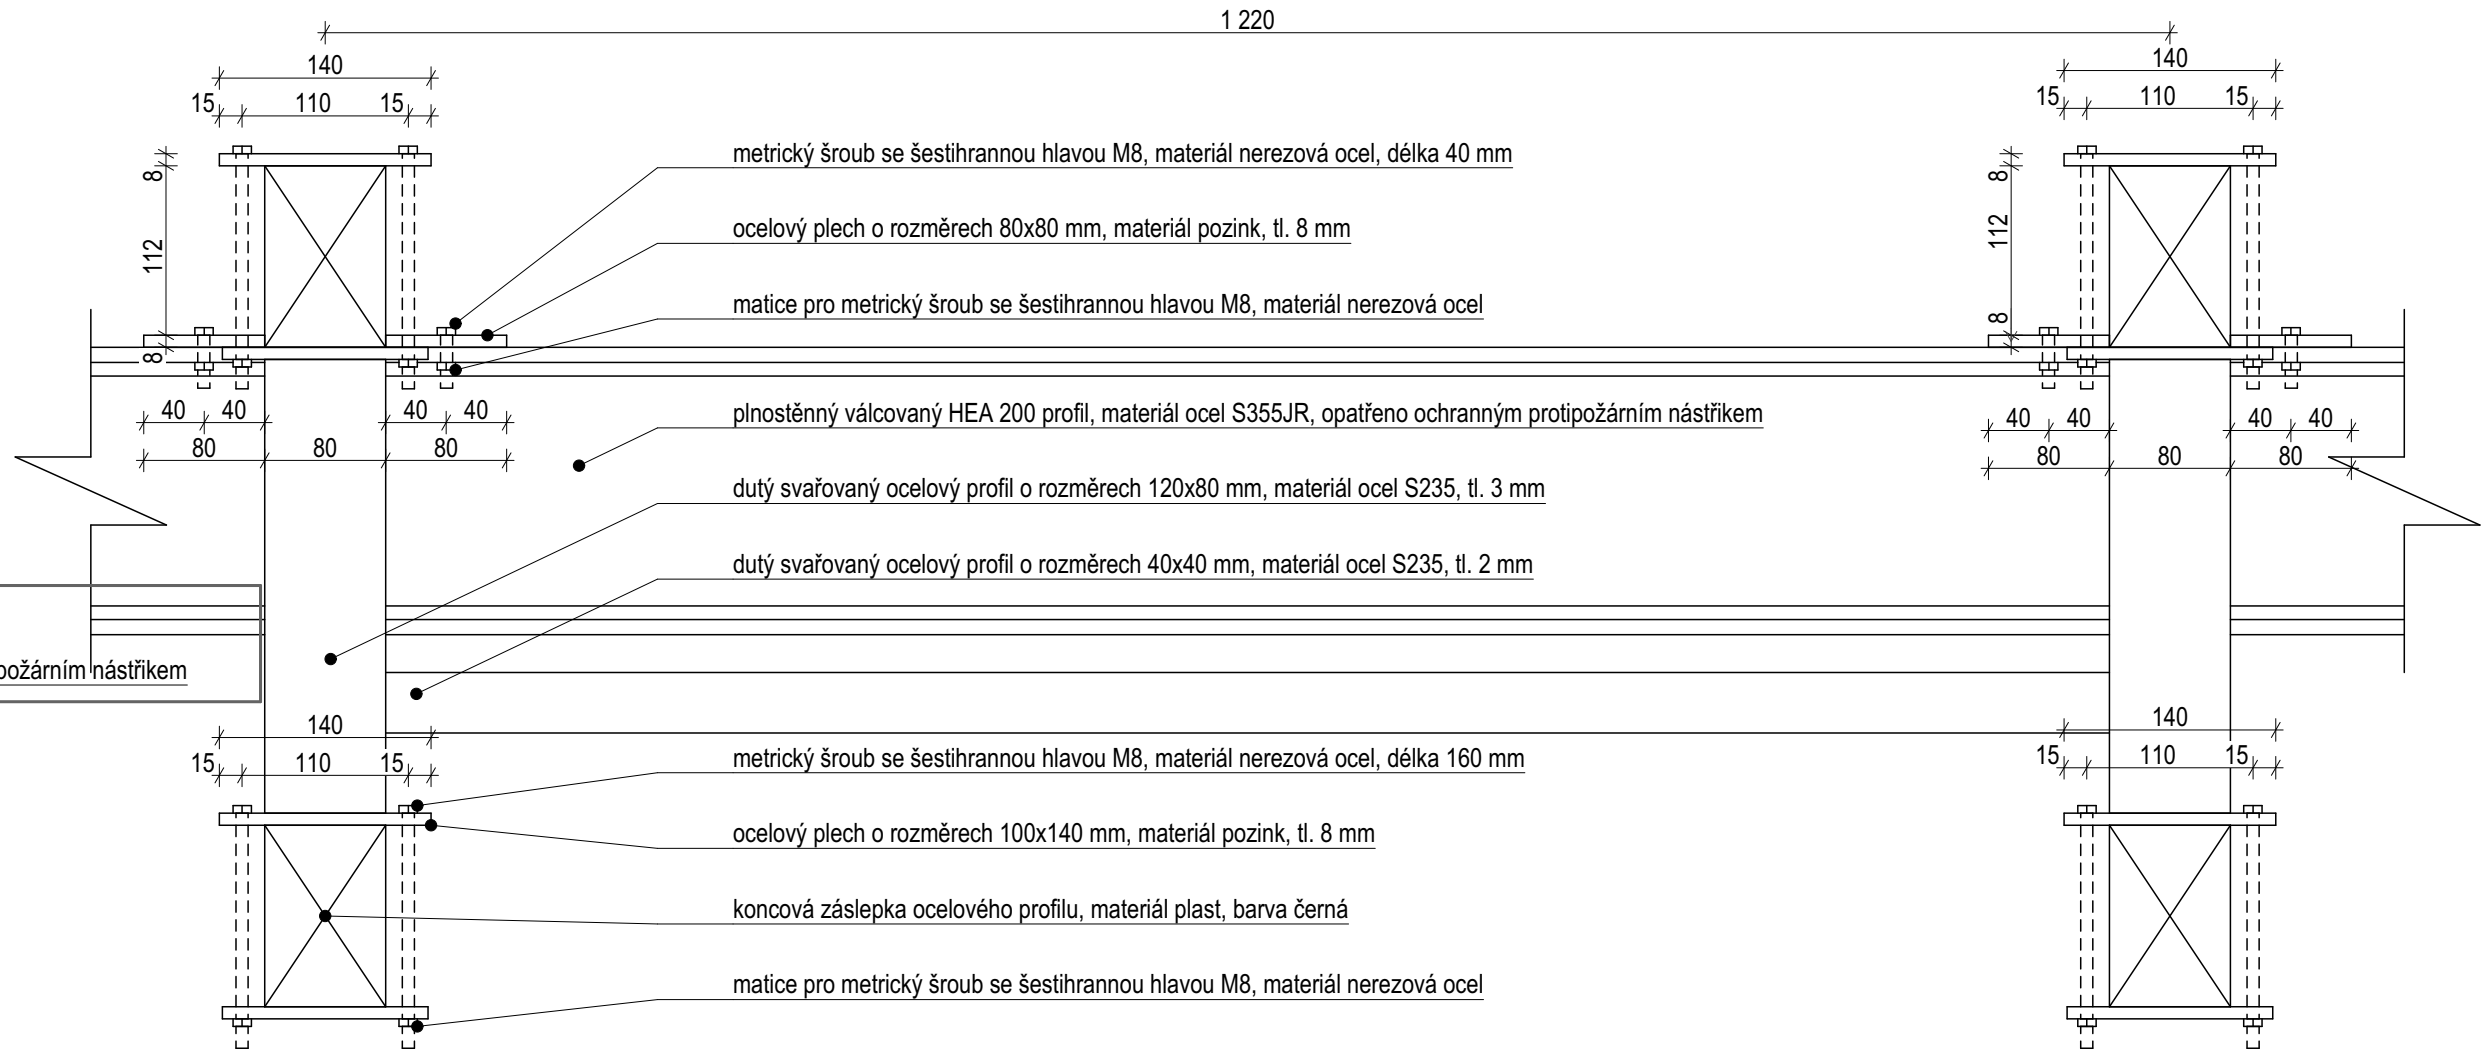 1 220
140
140
15 110 15
15 110 15
metrický šroub se šestihrannou hlavou M8, materiál nerezová ocel, délka 40 mm
8
8
ocelový plech o rozměrech 80x80 mm, materiál pozink, tl. 8 mm
112
112
matice pro metrický šroub se šestihrannou hlavou M8, materiál nerezová ocel
8
8
plnostěnný válcovaný HEA 200 profil, materiál ocel S355JR, opatřeno ochranným protipožárním nástřikem
40 40 40 40
40 40 40 40
80 80 80
80 80 80
dutý svařovaný ocelový profil o rozměrech 120x80 mm, materiál ocel S235, tl. 3 mm
dutý svařovaný ocelový profil o rozměrech 40x40 mm, materiál ocel S235, tl. 2 mm
požárním nástřikem
140
140
15 110 15
15 110 15
metrický šroub se šestihrannou hlavou M8, materiál nerezová ocel, délka 160 mm
ocelový plech o rozměrech 100x140 mm, materiál pozink, tl. 8 mm
koncová záslepka ocelového profilu, materiál plast, barva černá
matice pro metrický šroub se šestihrannou hlavou M8, materiál nerezová ocel